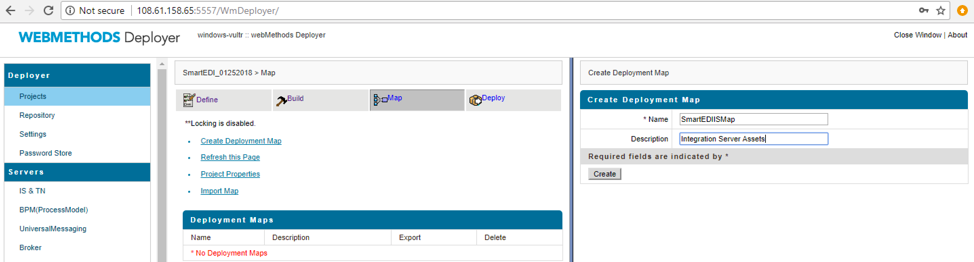 Not secure | 108.61.158.65:5557/WmDeployer/
WEBMETHODS Deployer
windows-vultr :: webMethods Deployer
Close Window | About
Deployer
Projects
Repository
Settings
Password Store
Servers
IS & TN
BPM(ProcessModel)
UniversalMessaging
Broker
SmartEDI_01252018 > Map
Define
Build
Map
Deploy
**Locking is disabled.
Create Deployment Map
Refresh this Page
Project Properties
Import Map
Deployment Maps
Name Description Export Delete
* No Deployment Maps
Create Deployment Map
Create Deployment Map
* Name SmartEDIISMap
Description Integration Server Assets
Required fields are indicated by *
Create